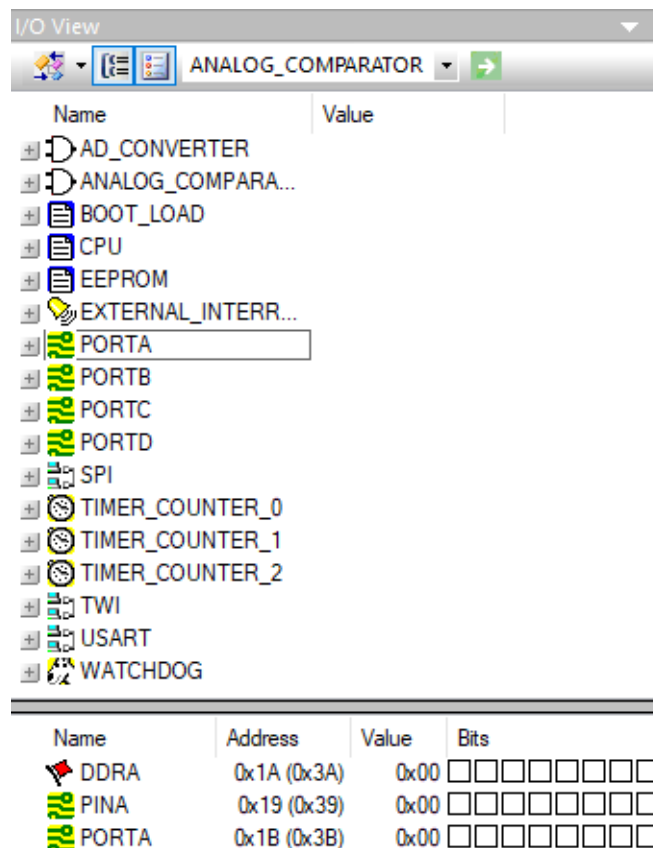 I/O View
ANALOG_COMPARATOR
Name Value
AD_CONVERTER
ANALOG_COMPARA...
BOOT_LOAD
CPU
EEPROM
EXTERNAL_INTERR...
PORTA
PORTB
PORTC
PORTD
SPI
TIMER_COUNTER_0
TIMER_COUNTER_1
TIMER_COUNTER_2
TWI
USART
WATCHDOG
Name Address Value Bits
DDRA 0x1A (0x3A) 0x00
PINA 0x19 (0x39) 0x00
PORTA 0x1B (0x3B) 0x00